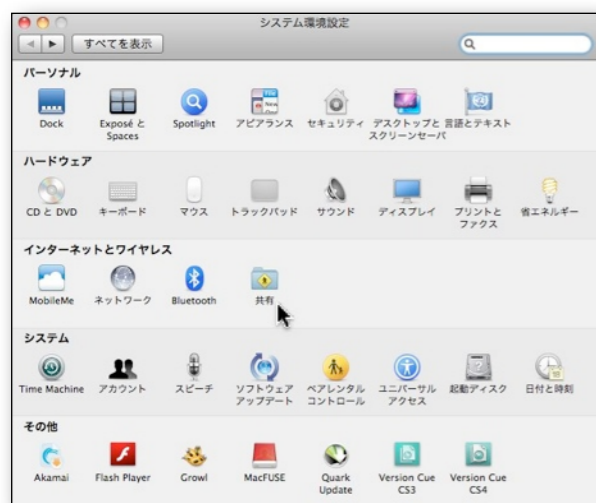 システム環境設定
すべてを表示
パーソナル
Dock
Exposé と
Spaces
Spotlight
アピアランス
セキュリティ
デスクトップと
スクリーンセーバ
言語とテキスト
ハードウェア
CD と DVD
キーボード
マウス
トラックパッド
サウンド
ディスプレイ
プリントと
ファクス
省エネルギー
インターネットとワイヤレス
MobileMe
ネットワーク
Bluetooth
共有
システム
Time Machine
アカウント
スピーチ
ソフトウェア
アップデート
ペアレンタル
コントロール
ユニバーサル
アクセス
起動ディスク
日付と時刻
その他
Akamai
Flash Player
Growl
MacFUSE
Quark
Update
Version Cue
CS3
Version Cue
CS4